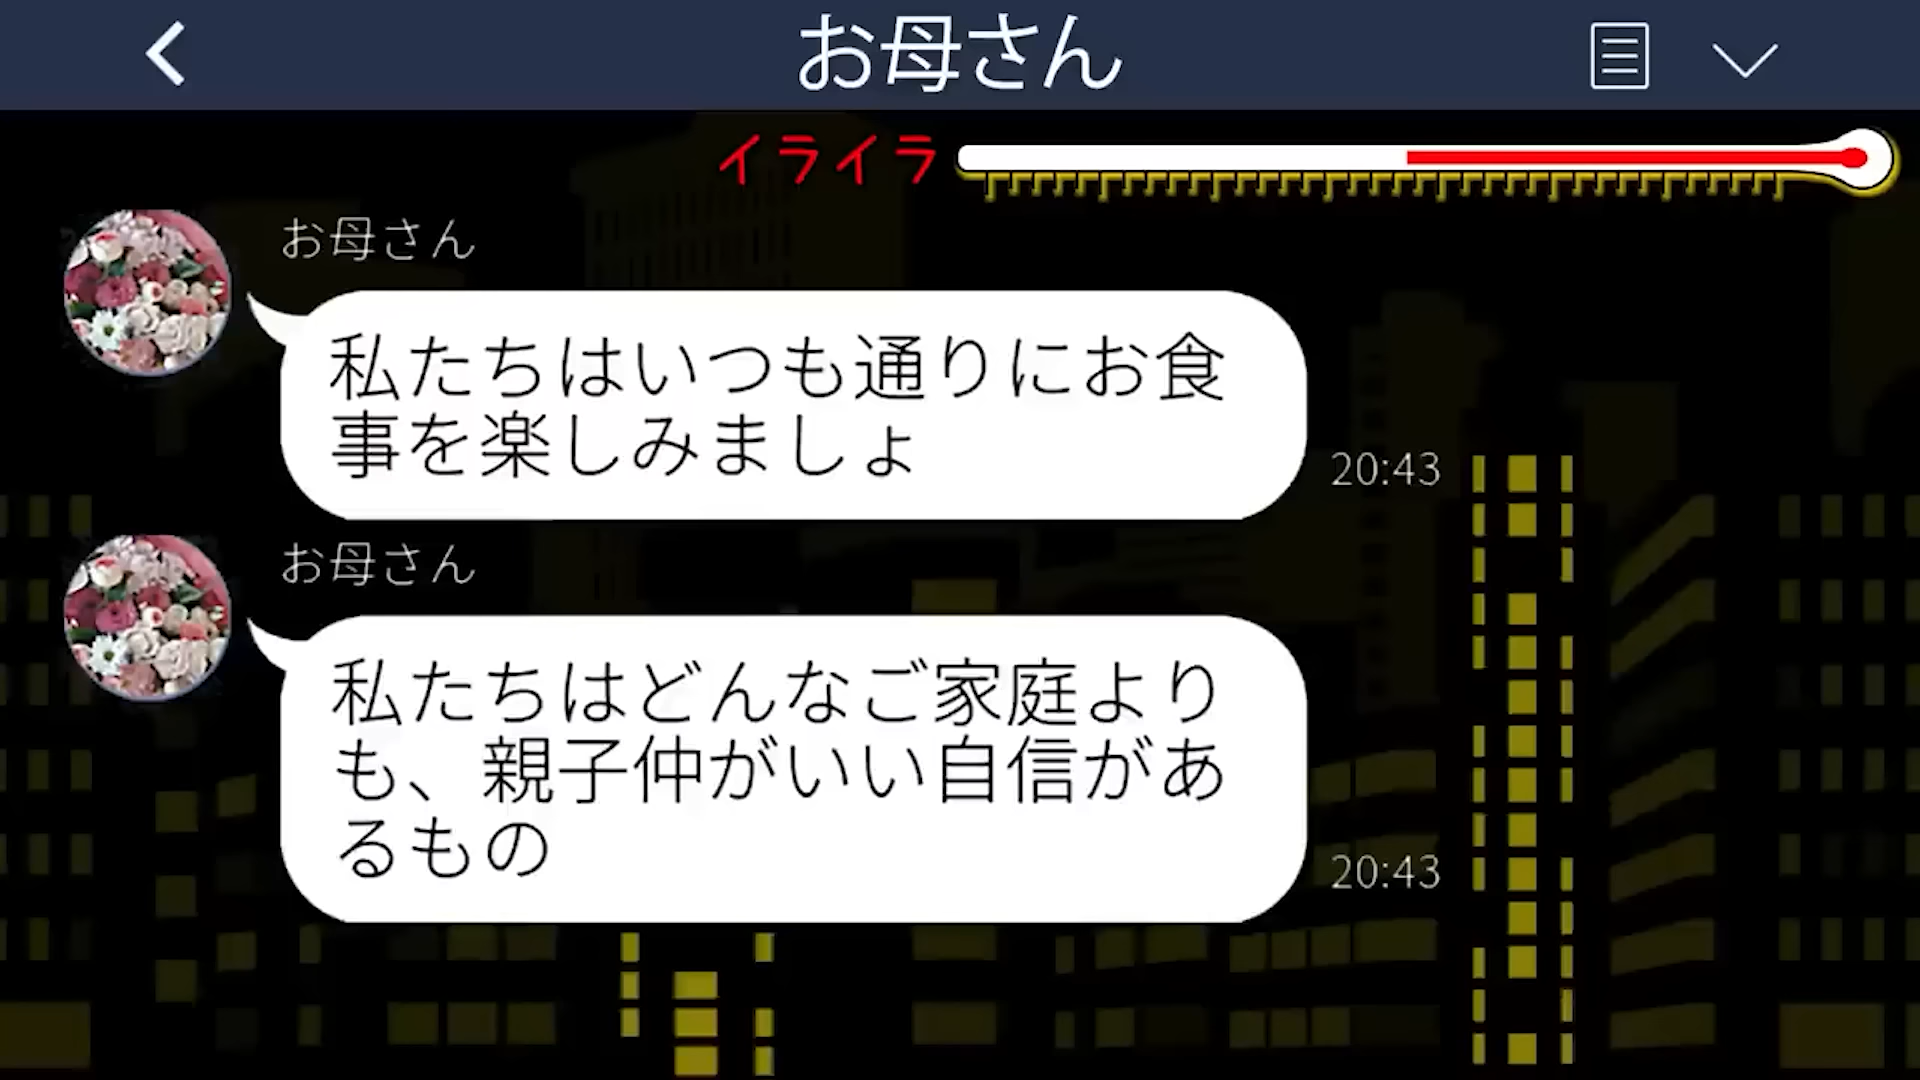 お母さん
イライラ
お母さん
私たちはいつも通りにお食
事を楽しみましょ
20:43
お母さん
私たちはどんなご家庭より
も、親子仲がいい自信があ
るもの
20:43